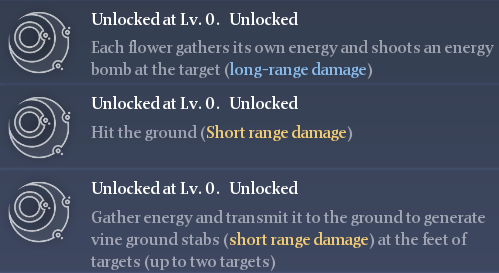 Unlocked at Lv. 0. Unlocked
Each flower gathers its own energy and shoots an energy
bomb at the target (long-range damage)
Unlocked at Lv. 0. Unlocked
Hit the ground (Short range damage)
Unlocked at Lv. 0. Unlocked
Gather energy and transmit it to the ground to generate
vine ground stabs (short range damage) at the feet of
targets (up to two targets)